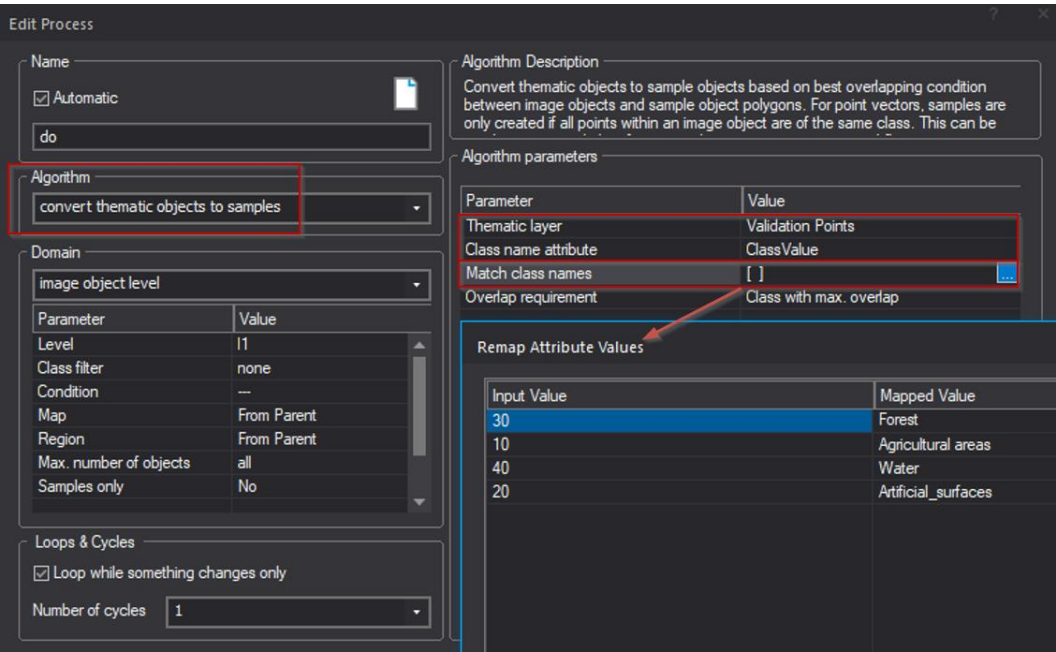 Edit Process
? ×
Name
Automatic
do
Algorithm
convert thematic objects to samples
Domain
image object level
Parameter Value
Level l1
Class filter none
Condition ---
Map From Parent
Region From Parent
Max. number of objects all
Samples only No
Loops & Cycles
Loop while something changes only
Number of cycles 1
Algorithm Description
Convert thematic objects to sample objects based on best overlapping condition
between image objects and sample object polygons. For point vectors, samples are
only created if all points within an image object are of the same class. This can be
Algorithm parameters
Parameter Value
Thematic layer Validation Points
Class name attribute ClassValue
Match class names [ ] ...
Overlap requirement Class with max. overlap
Remap Attribute Values
Input Value Mapped Value
30 Forest
10 Agricultural areas
40 Water
20 Artificial_surfaces